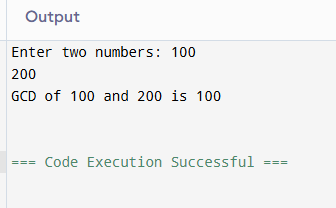 Output
Enter two numbers: 100
200
GCD of 100 and 200 is 100
=== Code Execution Successful ===